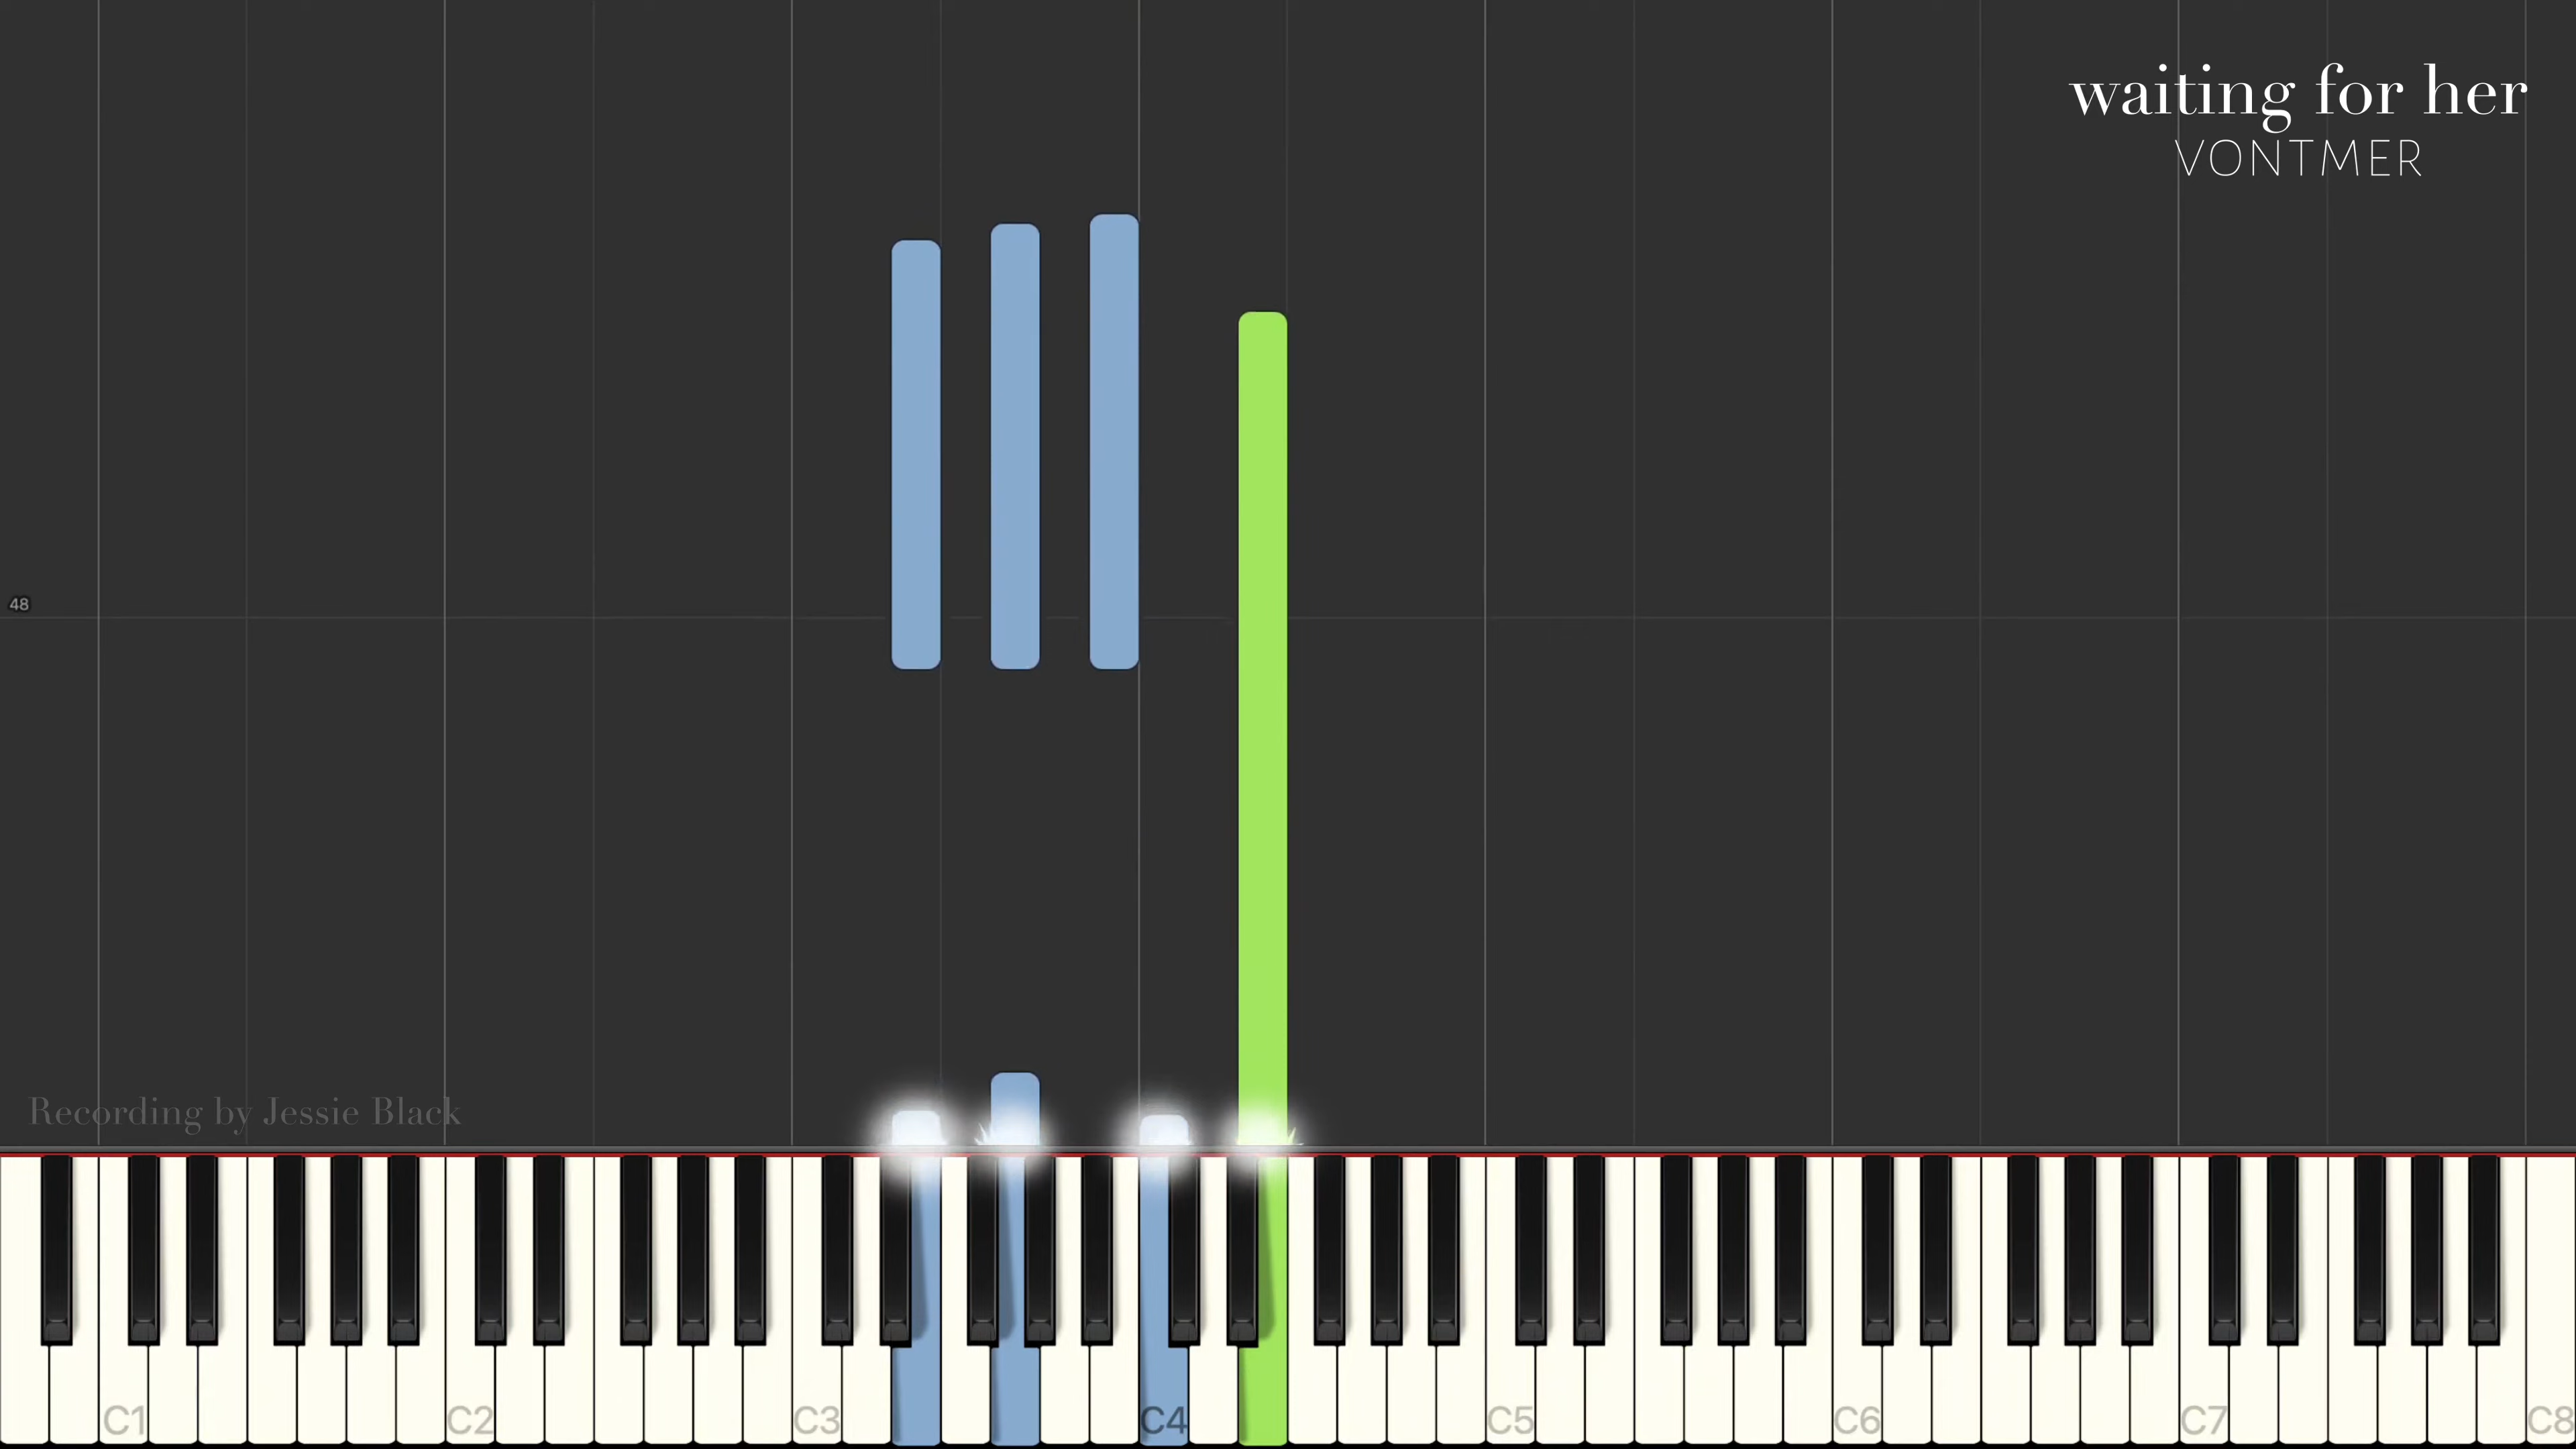 waiting for her
VONTMER
48
Recording by Jessie Black
C1 C2 C3 C4 C5 C6 C7 C8